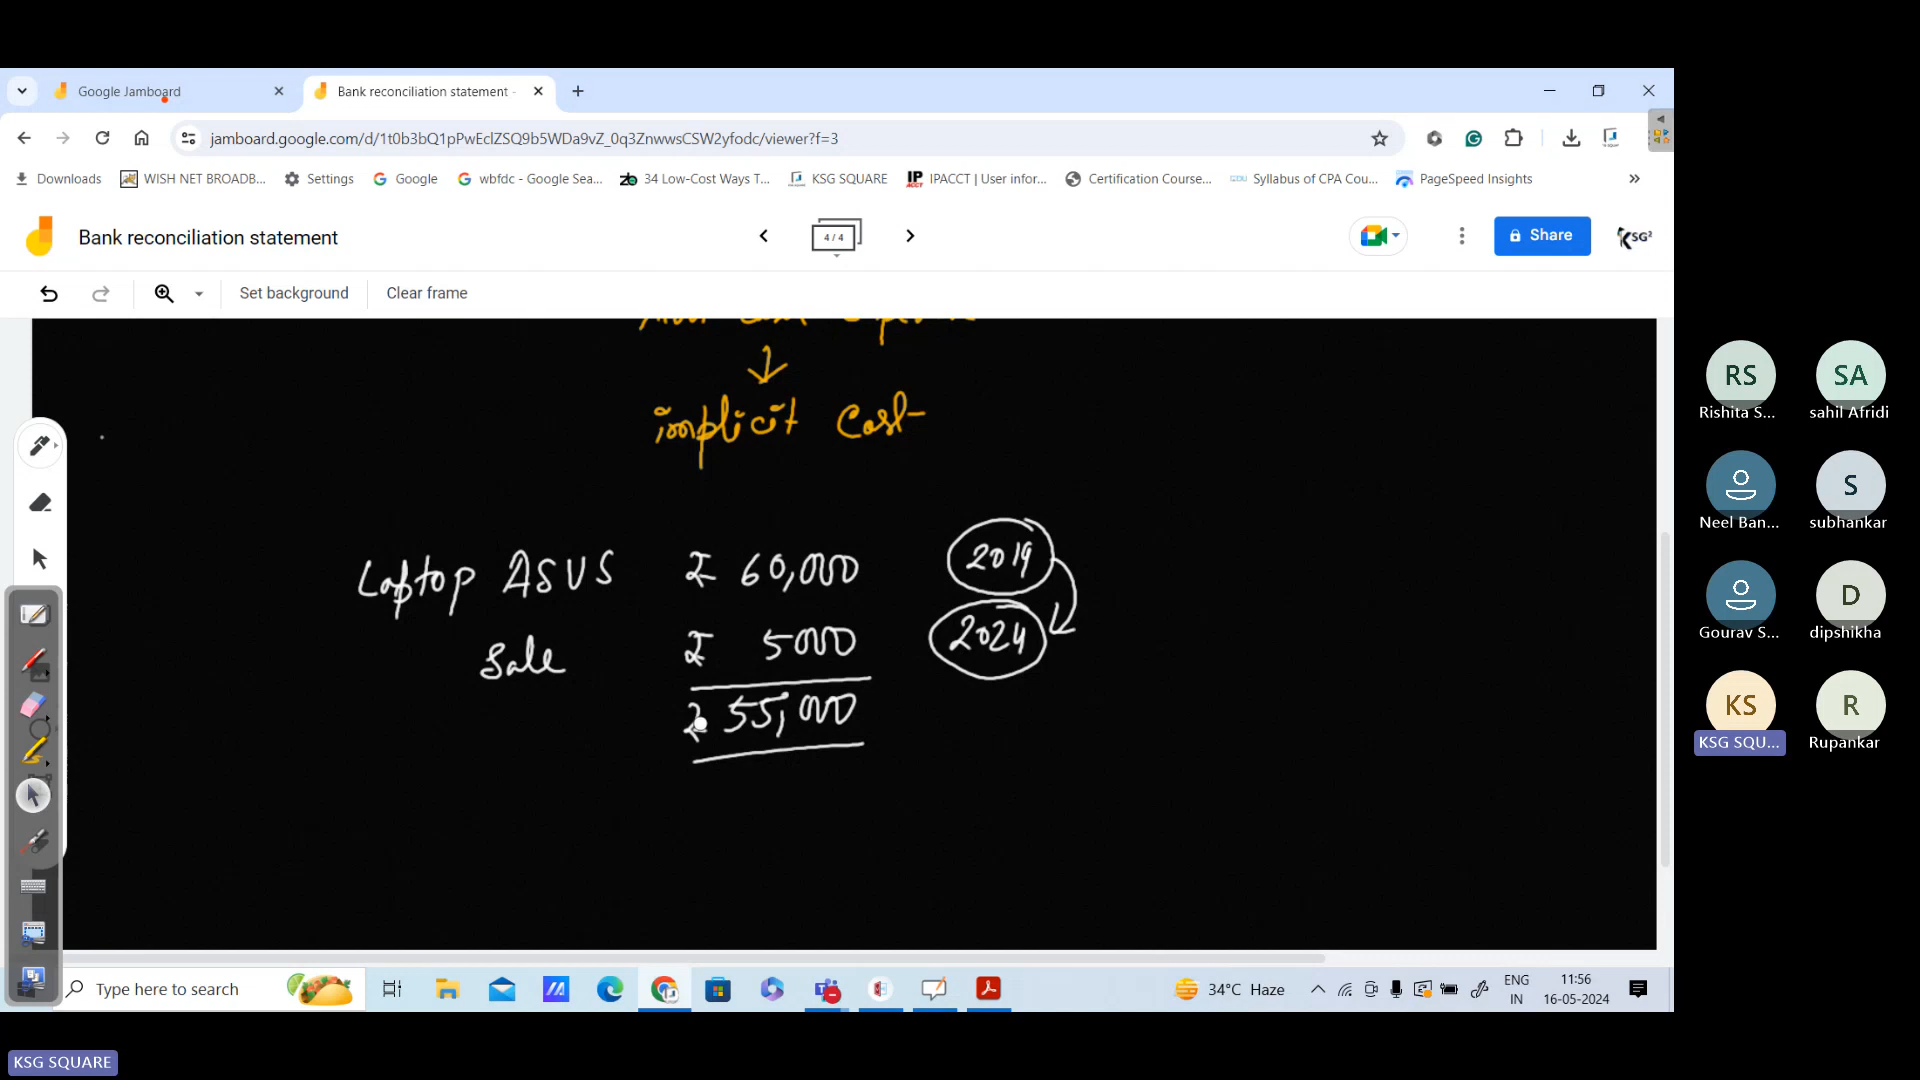 Google Jamboard
Bank reconciliation statement -
jamboard.google.com/d/1t0b3bQ1pPwEclZSQ9b5WDa9vZ_0q3ZnwwsCSW2yfodc/viewer?f=3
Downloads WISH NET BROADB... Settings Google wbfdc - Google Sea... 34 Low-Cost Ways T... KSG SQUARE IPACCT | User infor... Certification Course... Syllabus of CPA Cou... PageSpeed Insights »
Bank reconciliation statement
4 / 4
Share
KSG²
Set background Clear frame
implicit Cost
Laptop ASUS ₹ 60,000 2019
Sale ₹ 5000 2024
₹ 55,000
RS SA
Rishita S... sahil Afridi
S
Neel Ban... subhankar
D
Gourav S... dipshikha
KS R
KSG SQU... Rupankar
Type here to search
34°C Haze
ENG
IN
11:56
16-05-2024
KSG SQUARE